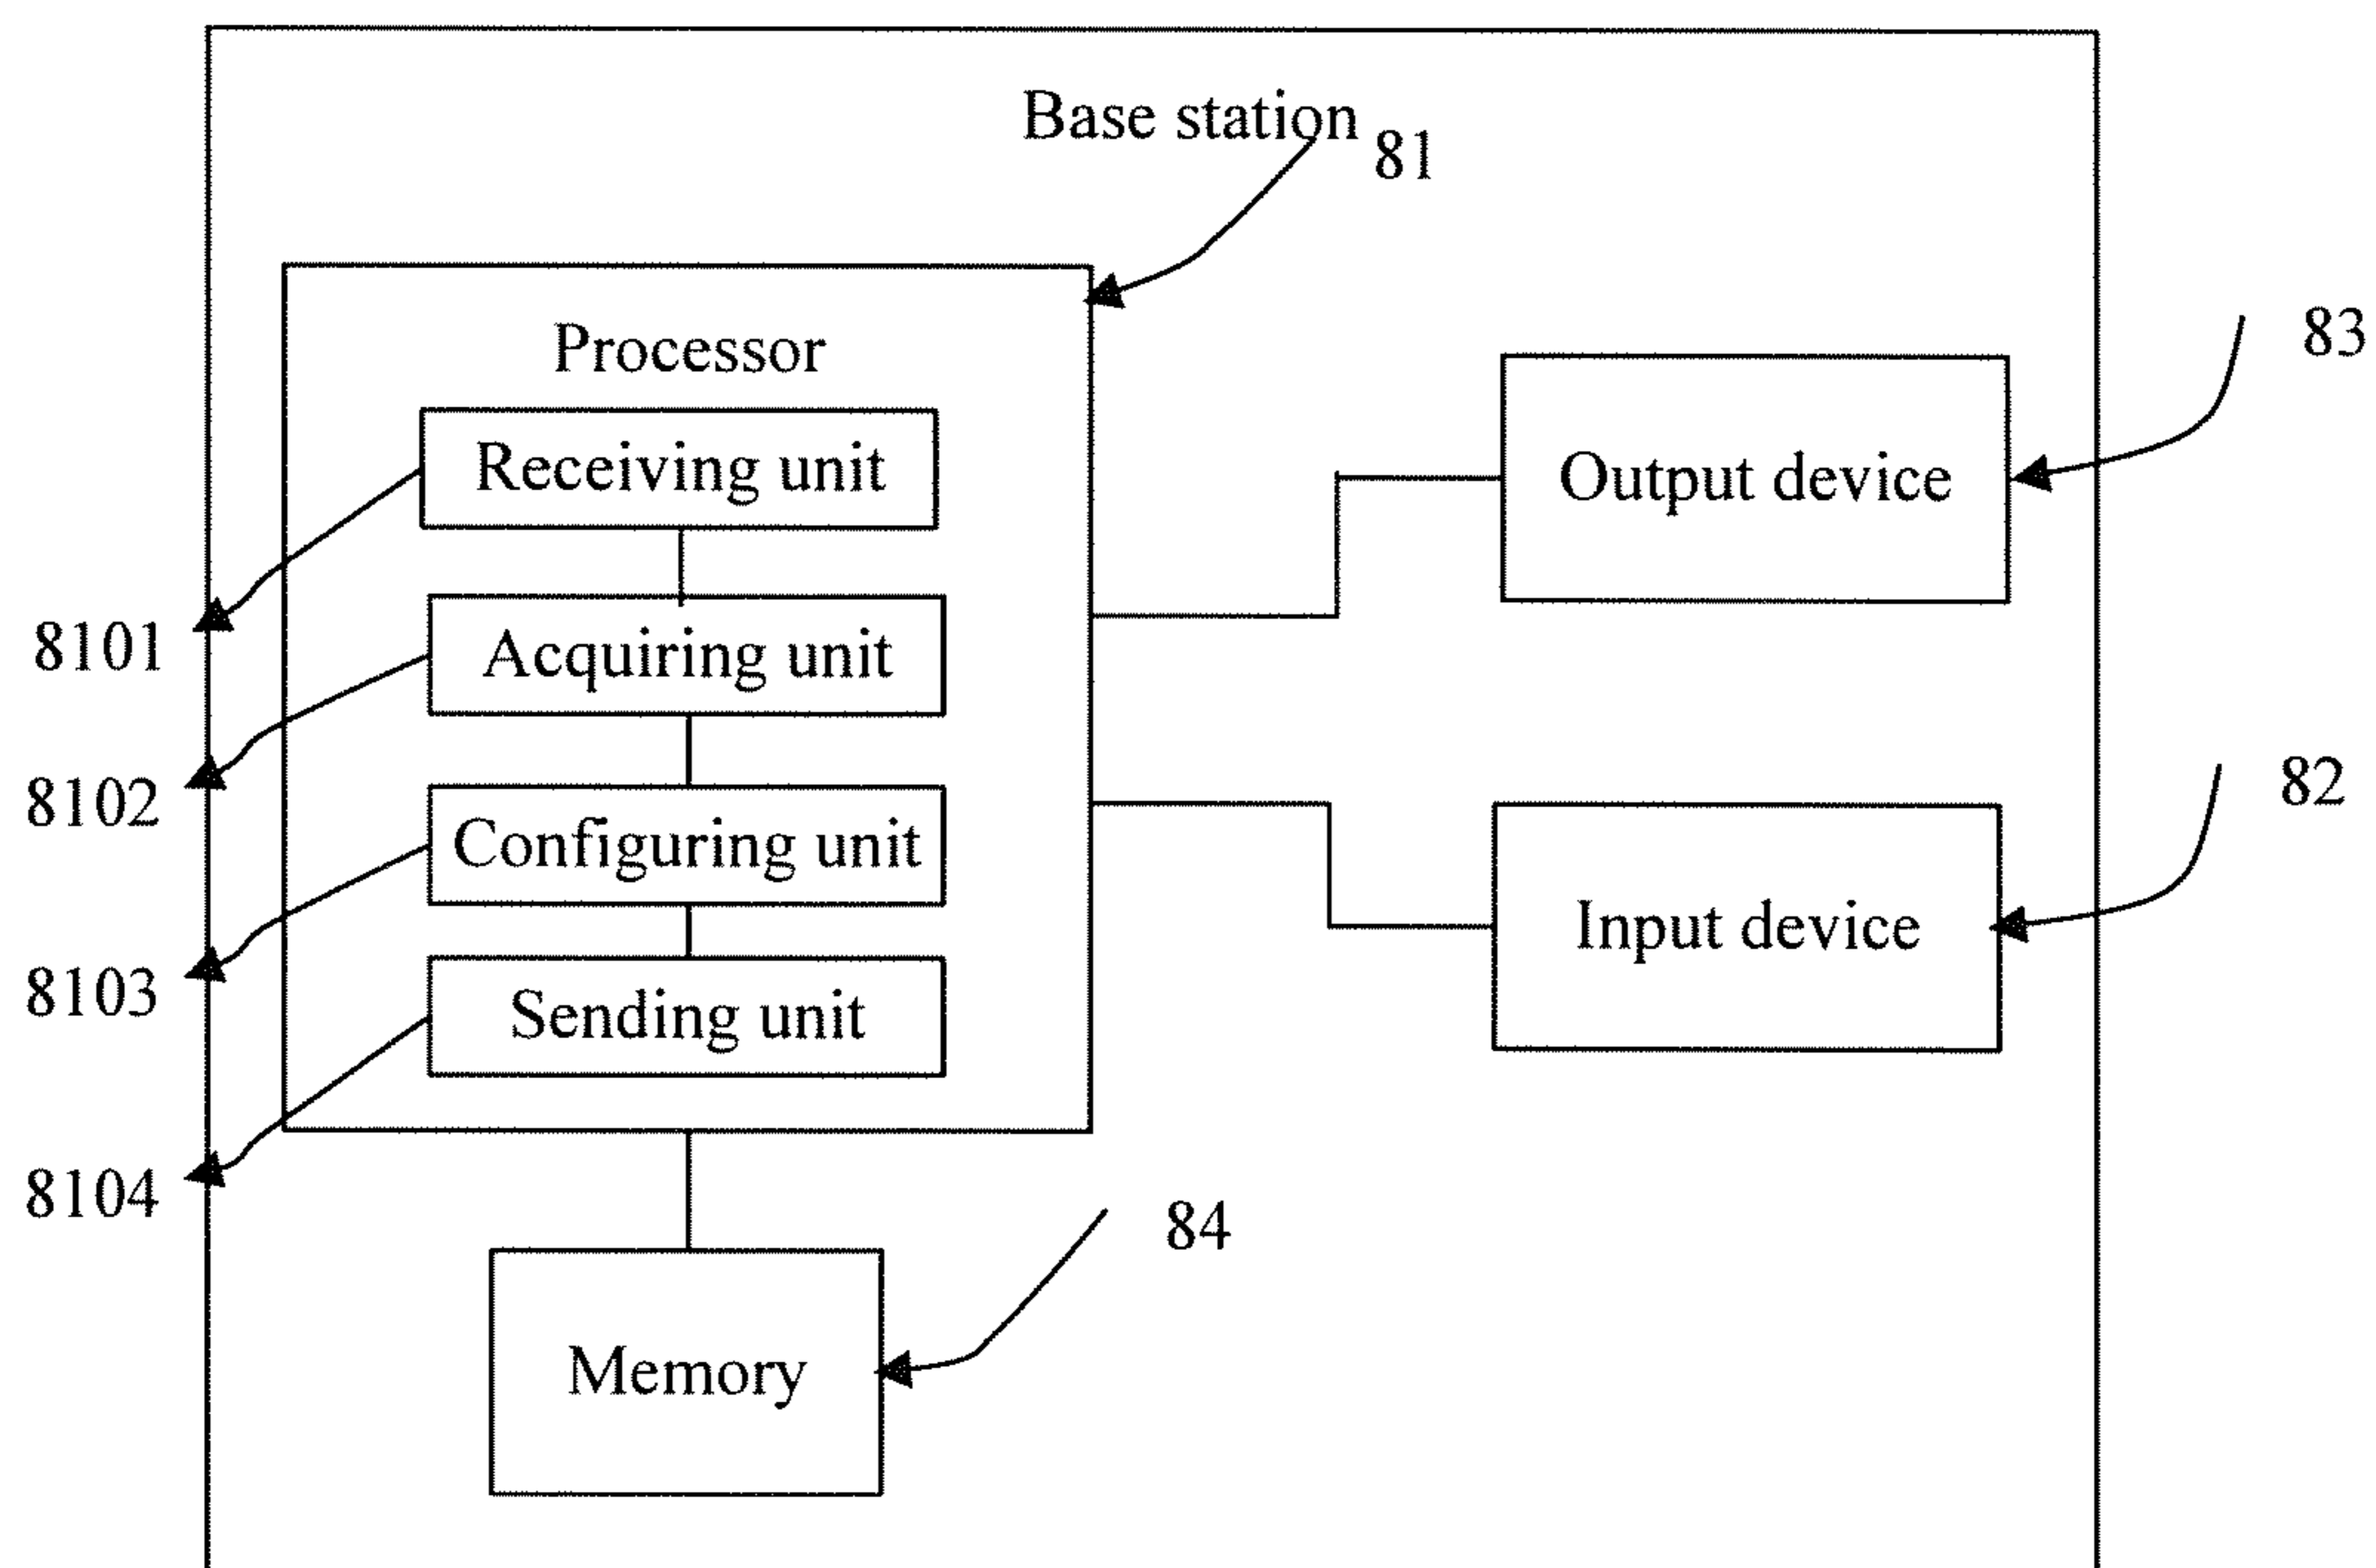 Base station
81
Processor
83
Receiving unit
Output device
8101
Acquiring unit
8102
82
Configuring unit
Input device
8103
Sending unit
8104
84
Memory